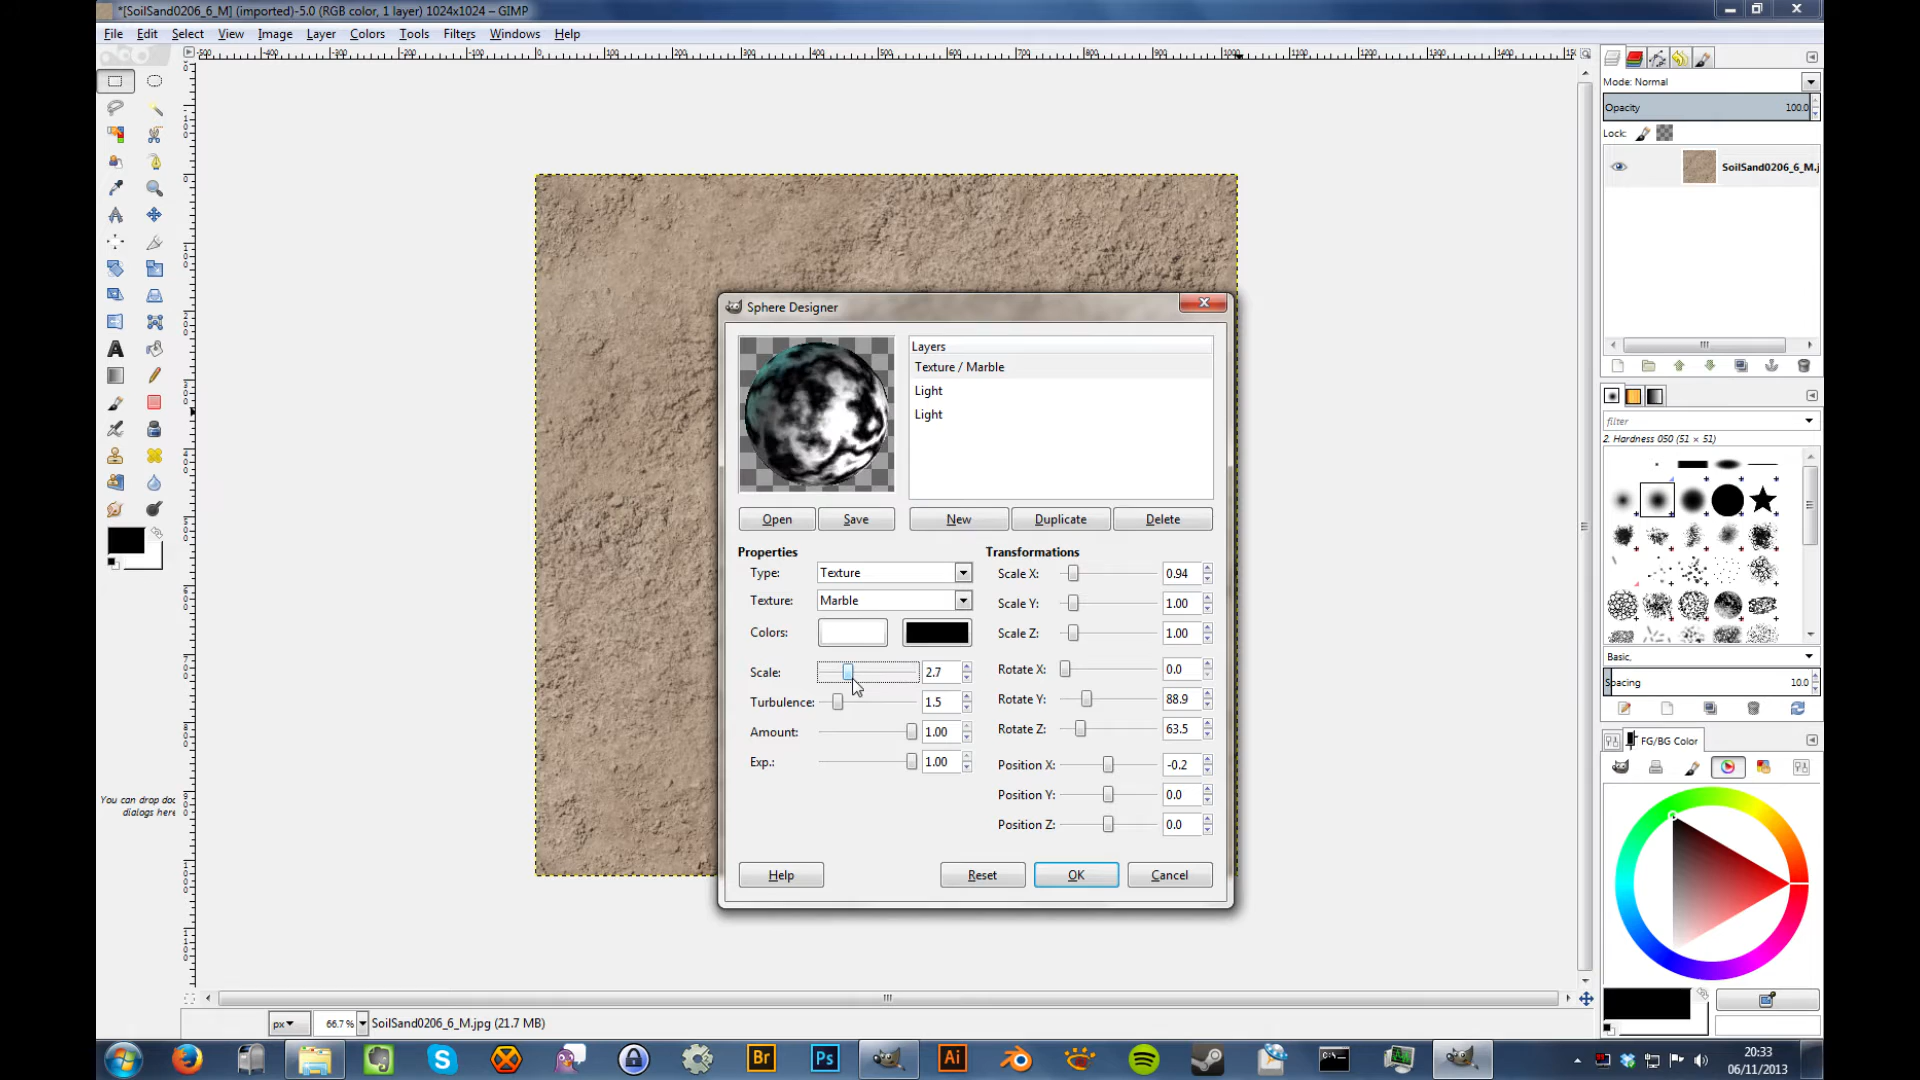 *[SoilSand0206_6_M] (imported)-5.0 (RGB color, 1 layer) 1024x1024 – GIMP
File Edit Select View Image Layer Colors Tools Filters Windows Help
Mode: Normal
Opacity 100.0
Lock:
SoilSand0206_6_M.j
Sphere Designer
Layers
Texture / Marble
Light
Light
Open Save New Duplicate Delete
Properties
Type: Texture
Texture: Marble
Colors:
Scale: 2.7
Turbulence: 1.5
Amount: 1.00
Exp.: 1.00
Transformations
Scale X: 0.94
Scale Y: 1.00
Scale Z: 1.00
Rotate X: 0.0
Rotate Y: 88.9
Rotate Z: 63.5
Position X: -0.2
Position Y: 0.0
Position Z: 0.0
Help Reset OK Cancel
filter
2. Hardness 050 (51 × 51)
Basic,
Spacing 10.0
FG/BG Color
You can drop doc
dialogs here
px 66.7% SoilSand0206_6_M.jpg (21.7 MB)
Br Ps Ai
20:33
06/11/2013